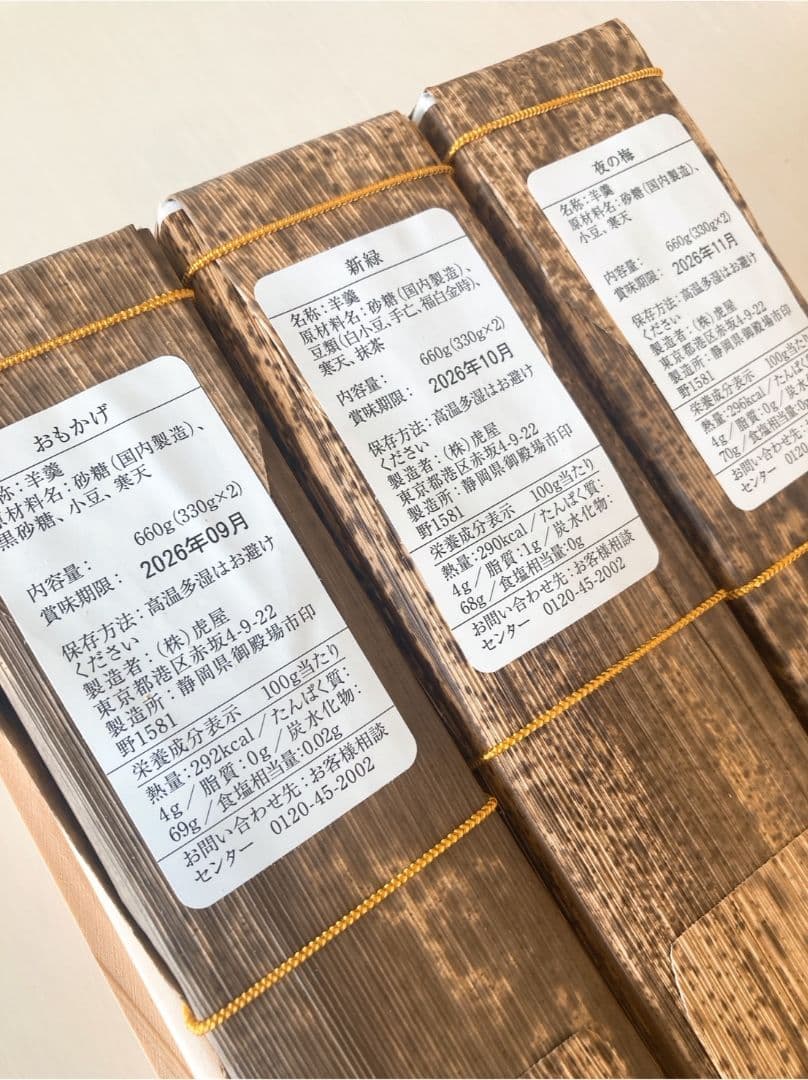 おもかげ
名称：羊羹
原材料名：砂糖（国内製造）、
黒砂糖、小豆、寒天
内容量： 660g(330g×2)
賞味期限： 2026年09月
保存方法：高温多湿はお避け
ください
製造者：（株）虎屋
東京都港区赤坂4-9-22
製造所：静岡県御殿場市印
野1581
栄養成分表示 100g当たり
熱量：292kcal／たんぱく質：
4g／脂質：0g／炭水化物：
69g／食塩相当量：0.02g
お問い合わせ先：お客様相談
センター 0120-45-2002
新緑
名称：羊羹
原材料名：砂糖（国内製造）、
豆類（白小豆、手亡、福白金時）、
寒天、抹茶
内容量： 660g(330g×2)
賞味期限： 2026年10月
保存方法：高温多湿はお避け
ください
製造者：（株）虎屋
東京都港区赤坂4-9-22
製造所：静岡県御殿場市印
野1581
栄養成分表示 100g当たり
熱量：290kcal／たんぱく質：
4g／脂質：1g／炭水化物：
68g／食塩相当量：0g
お問い合わせ先：お客様相談
センター 0120-45-2002
夜の梅
名称：羊羹
原材料名：砂糖（国内製造）、
小豆、寒天
内容量： 660g(330g×2)
賞味期限： 2026年11月
保存方法：高温多湿はお避け
ください
製造者：（株）虎屋
東京都港区赤坂4-9-22
製造所：静岡県御殿場市印
野1581
栄養成分表示 100g当
熱量：296kcal／たんぱ
4g／脂質：0g／炭
70g／食塩相当量：0
お問い合わせ先：お
センター 0120-4